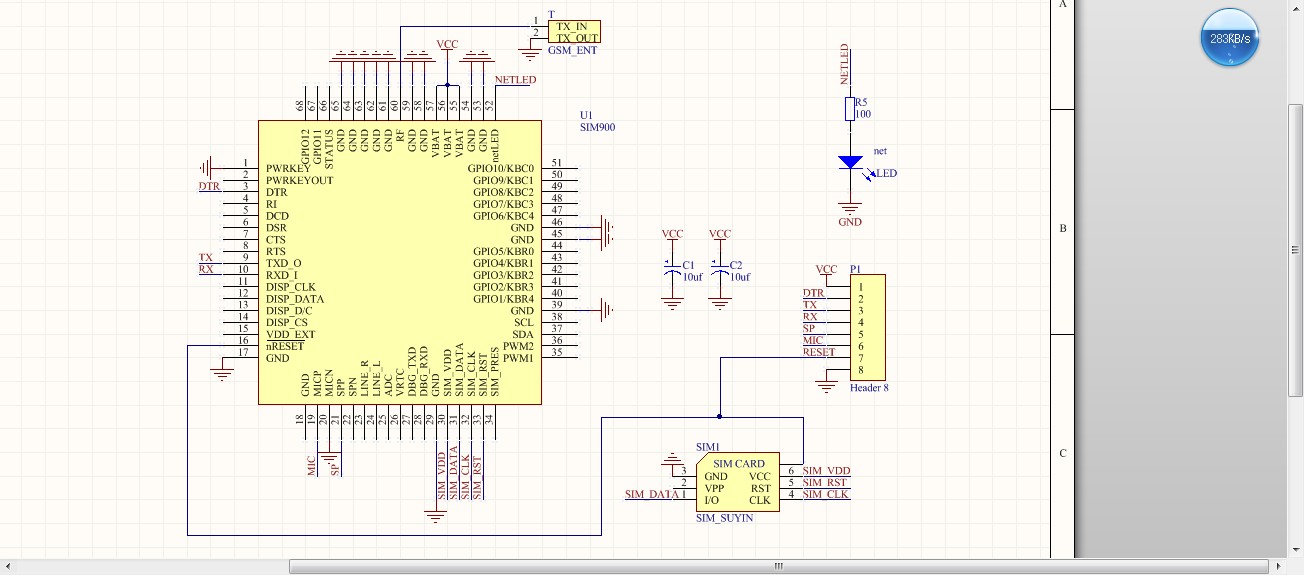 A
283KB/s
T
1 TX_IN
2 TX_OUT
GSM_ENT
VCC
NETLED
68 67 66 65 64 63 62 61 60 59 58 57 56 55 54 53 52
GPIO12 GPIO11 STATUS GND GND GND GND GND RF GND GND VBAT VBAT VBAT GND GND netLED
U1
SIM900
1 PWRKEY
2 PWRKEYOUT
DTR 3 DTR
4 RI
5 DCD
6 DSR
7 CTS
8 RTS
TX 9 TXD_O
RX 10 RXD_I
11 DISP_CLK
12 DISP_DATA
13 DISP_D/C
14 DISP_CS
15 VDD_EXT
16 nRESET
17 GND
GPIO10/KBC0 51
GPIO9/KBC1 50
GPIO8/KBC2 49
GPIO7/KBC3 48
GPIO6/KBC4 47
GND 46
GND 45
GPIO5/KBR0 44
GPIO4/KBR1 43
GPIO3/KBR2 42
GPIO2/KBR3 41
GPIO1/KBR4 40
GND 39
SCL 38
SDA 37
PWM2 36
PWM1 35
GND MICP MICN SPP SPN LINE_R LINE_L ADC VRTC DBG_TXD DBG_RXD GND SIM_VDD SIM_DATA SIM_CLK SIM_RST SIM_PRES
18 19 20 21 22 23 24 25 26 27 28 29 30 31 32 33 34
MIC
SP
SIM_VDD
SIM_DATA
SIM_CLK
SIM_RST
NETLED
R5
100
net
LED
GND
B
VCC
VCC
C1
10uf
C2
10uf
VCC P1
1
DTR 2
TX 3
RX 4
SP 5
MIC 6
RESET 7
8
Header 8
C
SIM1
SIM CARD
3 GND VCC 6 SIM_VDD
2 VPP RST 5 SIM_RST
SIM_DATA 1 I/O CLK 4 SIM_CLK
SIM_SUYIN